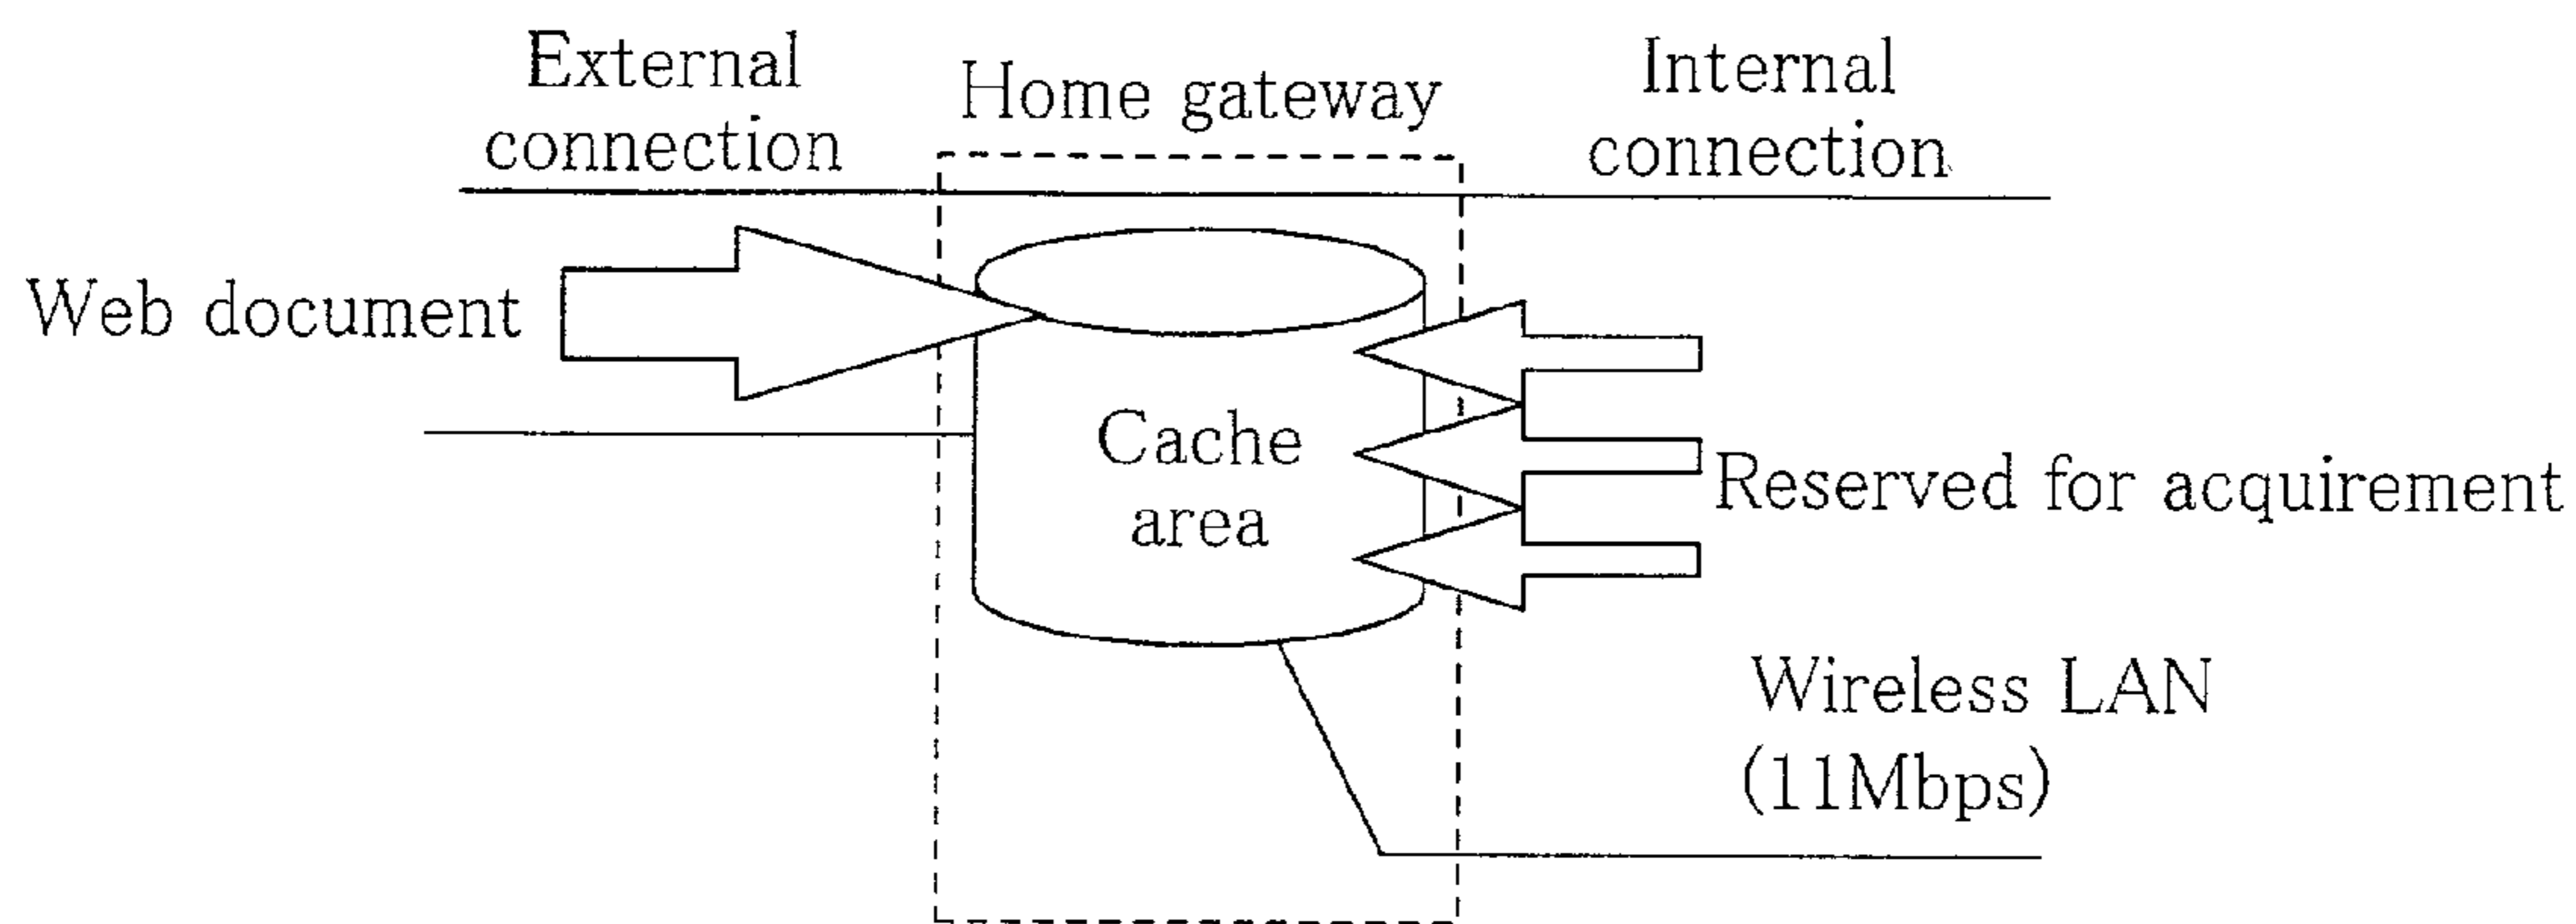 External
connection
Home gateway
Internal
connection
Web document
Cache
area
Reserved for acquirement
Wireless LAN
(11Mbps)